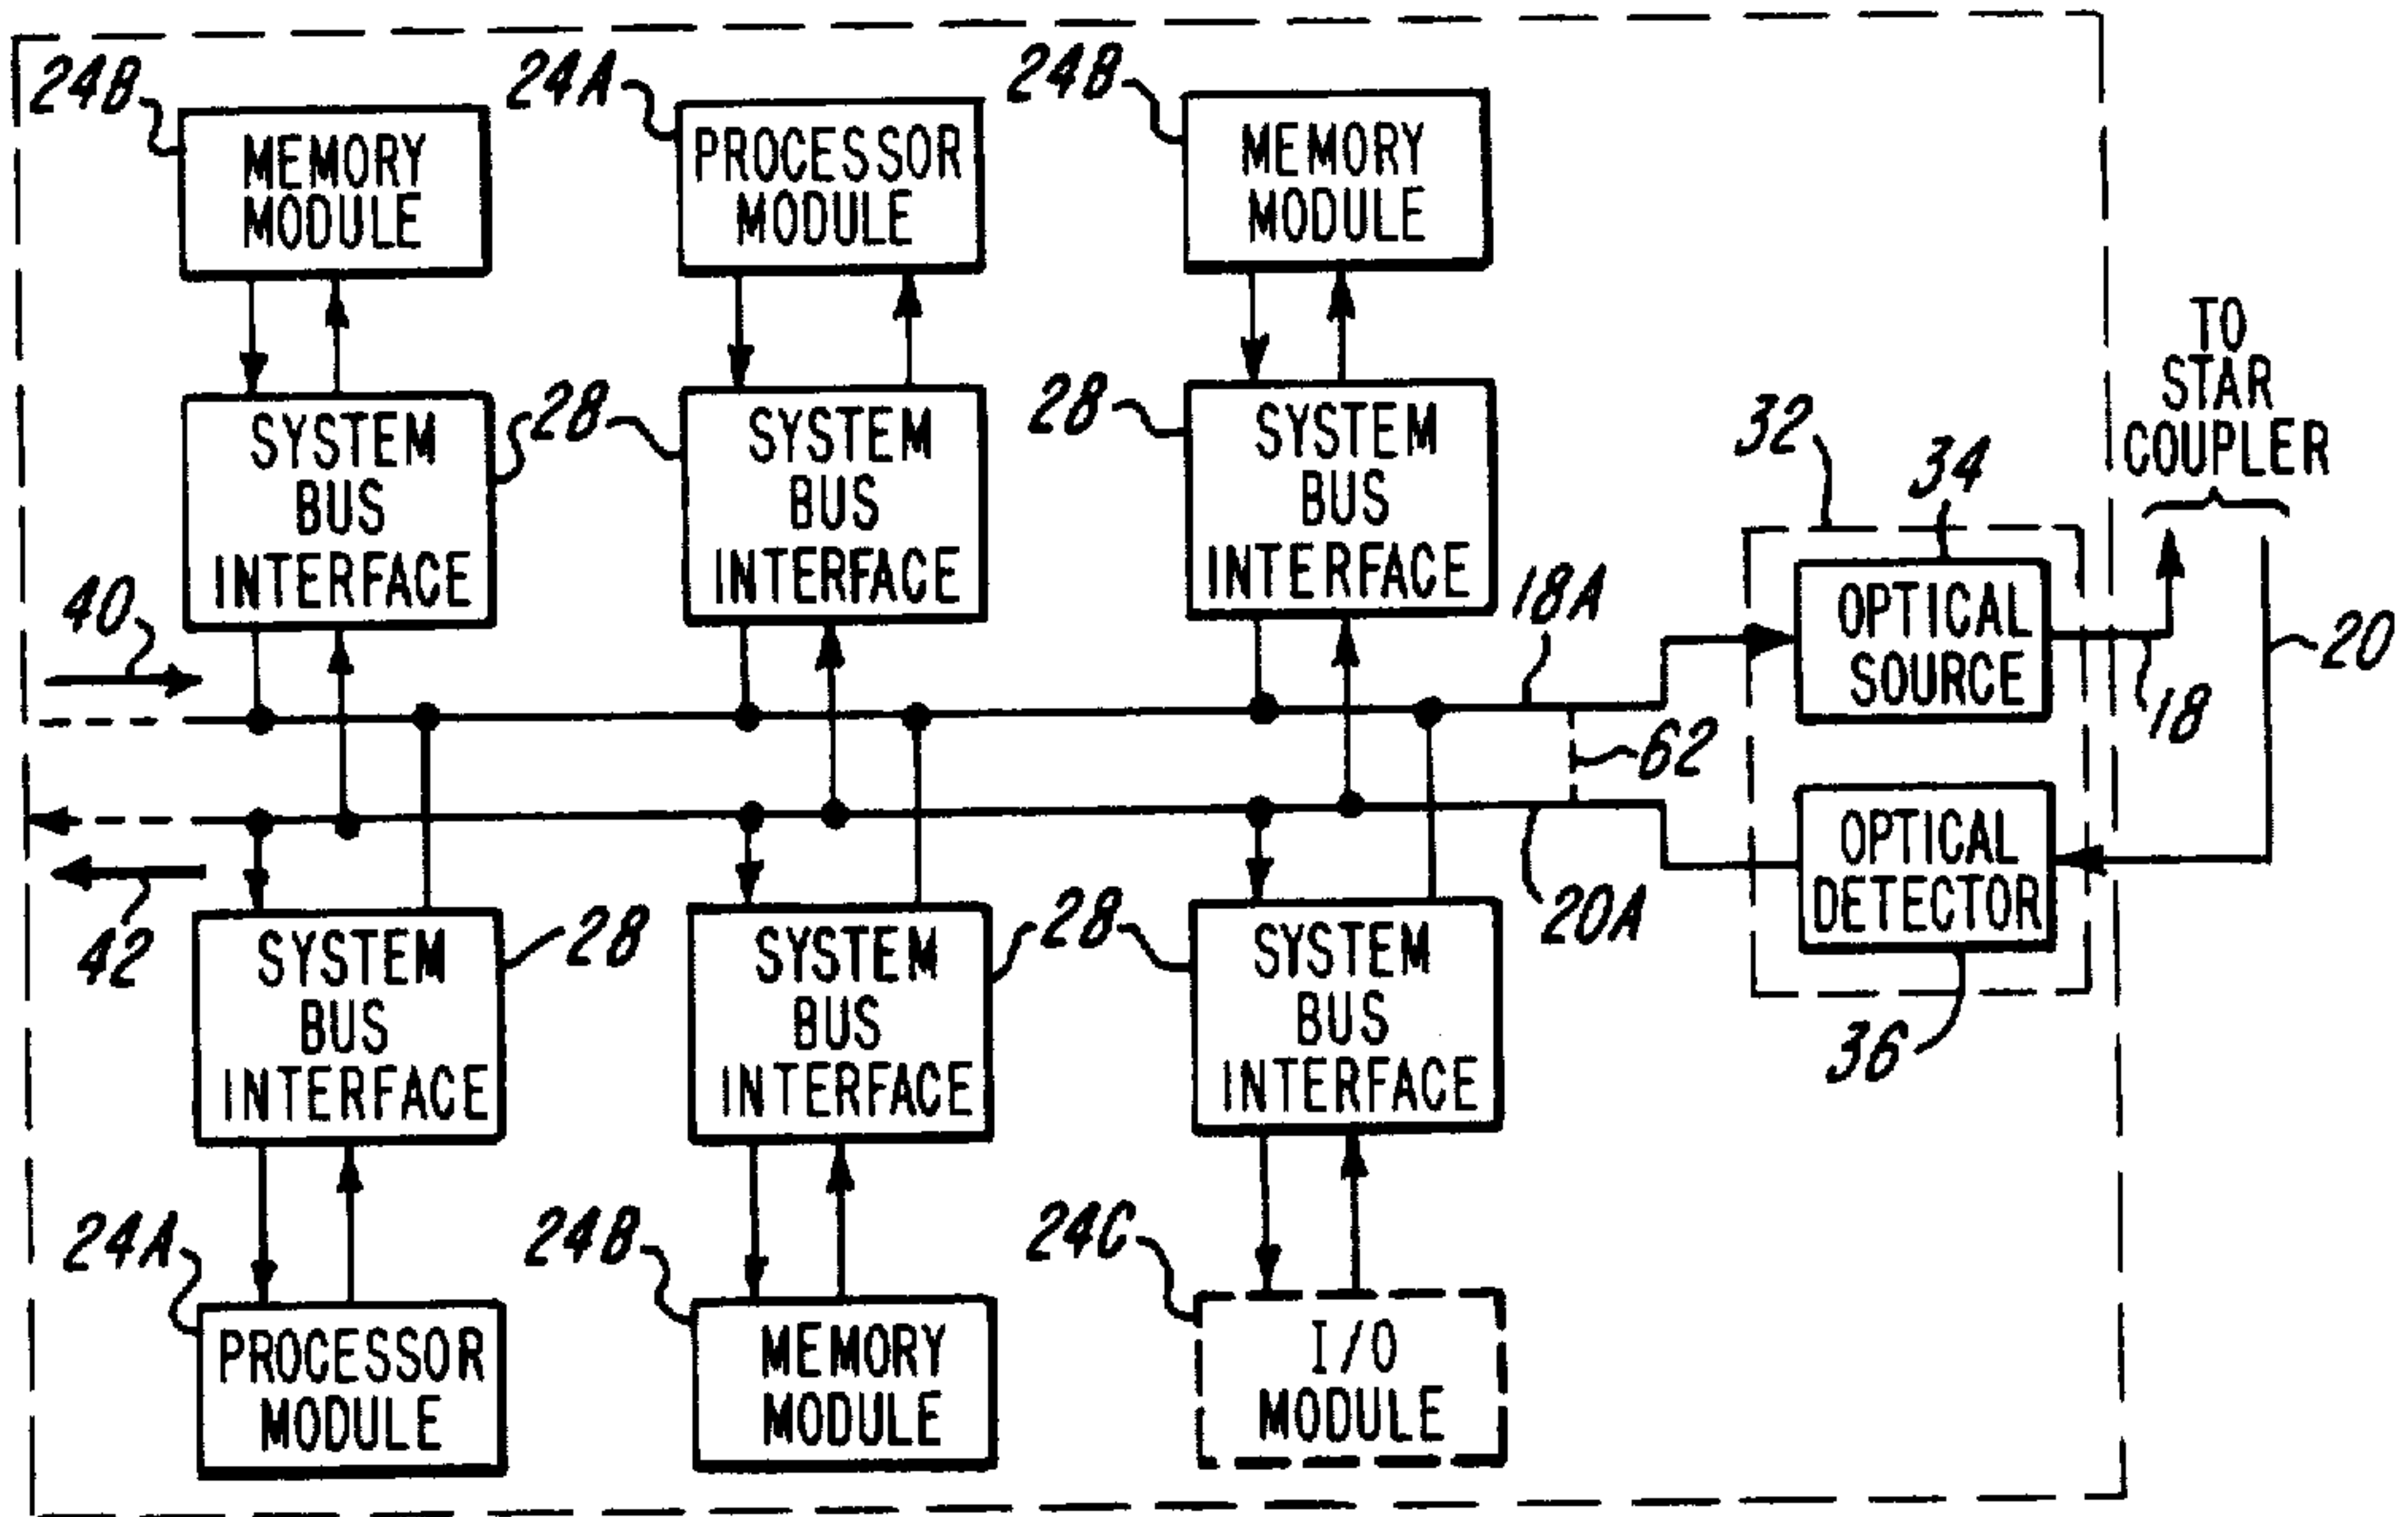 24B
24A
24B
MEMORY
MODULE
PROCESSOR
MODULE
MEMORY
MODULE
TO
STAR
COUPLER
28
28
32
34
SYSTEM
BUS
INTERFACE
SYSTEM
BUS
INTERFACE
SYSTEM
BUS
INTERFACE
40
18A
OPTICAL
SOURCE
20
18
62
OPTICAL
DETECTOR
42
28
28
20A
36
SYSTEM
BUS
INTERFACE
SYSTEM
BUS
INTERFACE
SYSTEM
BUS
INTERFACE
24A
24B
24C
PROCESSOR
MODULE
MEMORY
MODULE
I/O
MODULE